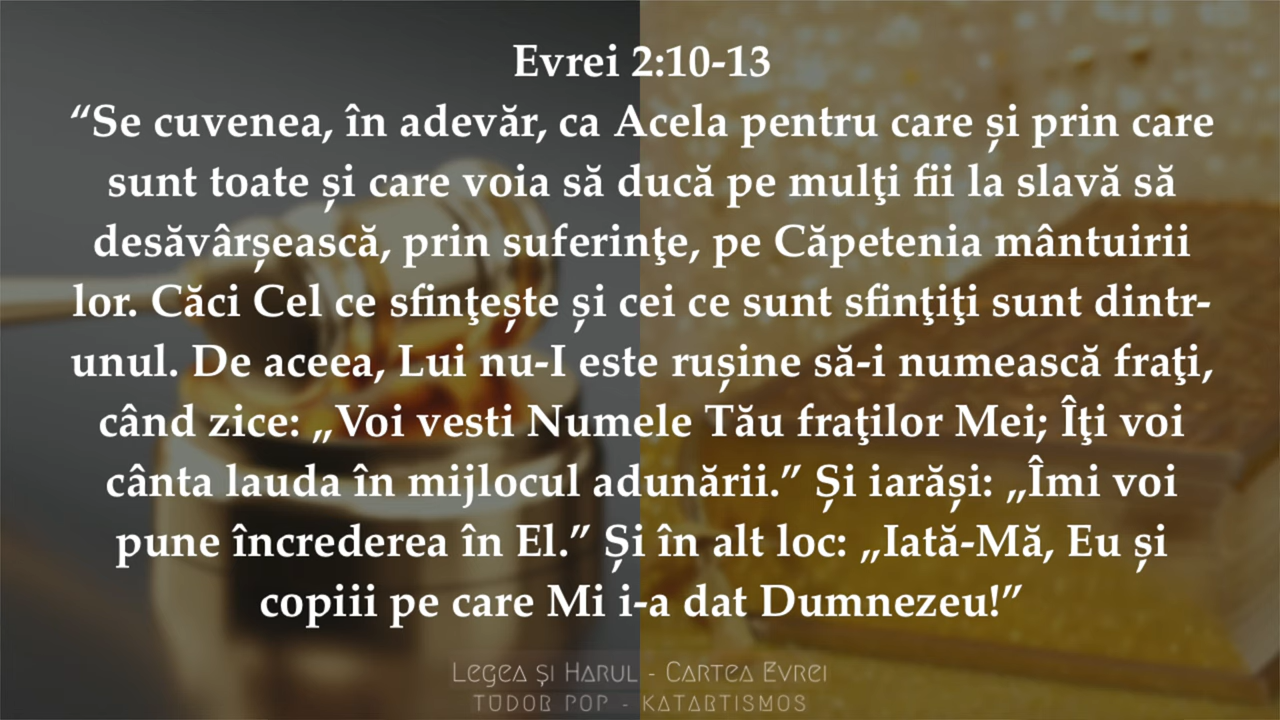 Evrei 2:10-13
“Se cuvenea, în adevăr, ca Acela pentru care și prin care
sunt toate și care voia să ducă pe mulţi fii la slavă să
desăvârșească, prin suferinţe, pe Căpetenia mântuirii
lor. Căci Cel ce sfinţește și cei ce sunt sfinţiţi sunt dintr-
unul. De aceea, Lui nu-I este rușine să-i numească fraţi,
când zice: „Voi vesti Numele Tău fraţilor Mei; Îţi voi
cânta lauda în mijlocul adunării.” Și iarăși: „Îmi voi
pune încrederea în El.” Și în alt loc: „Iată-Mă, Eu și
copiii pe care Mi i-a dat Dumnezeu!”
Legea și Harul - Cartea Evrei
TUDOR POP - KATARTISMOS